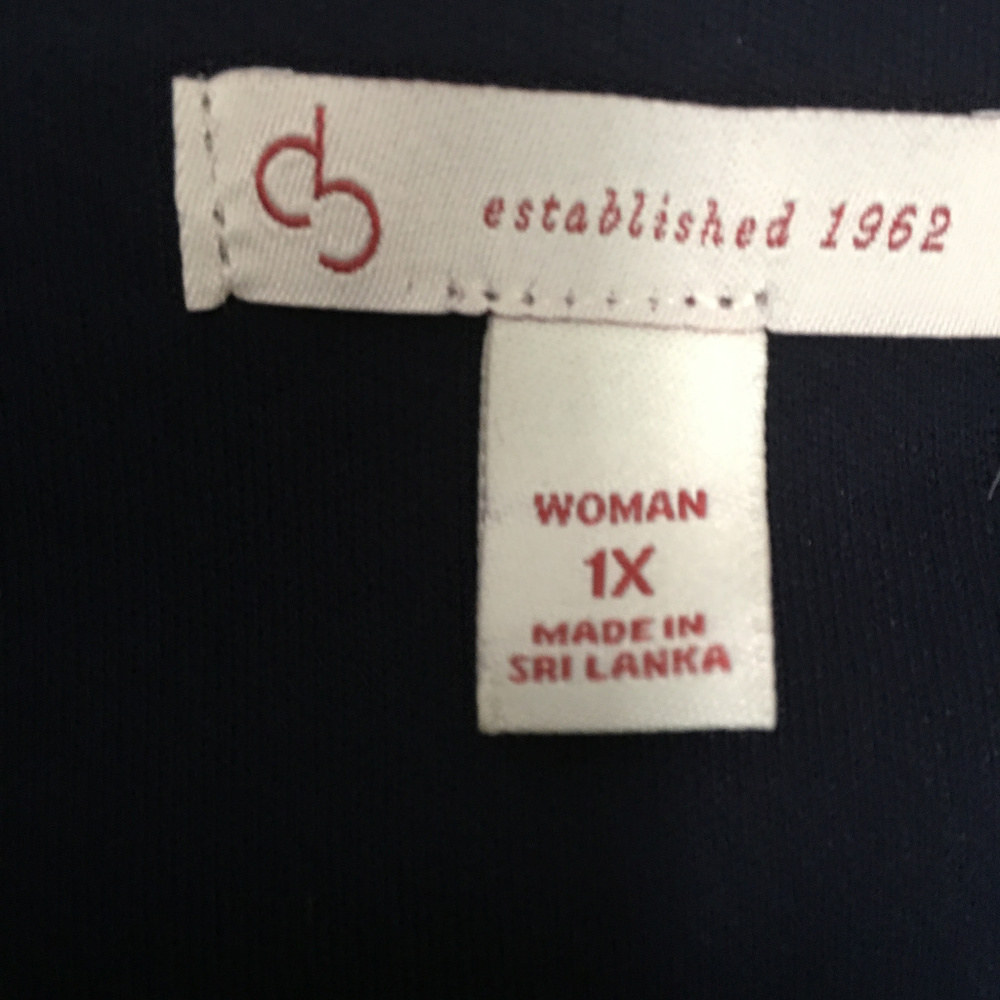 established 1962
WOMAN
1X
MADE IN
SRI LANKA